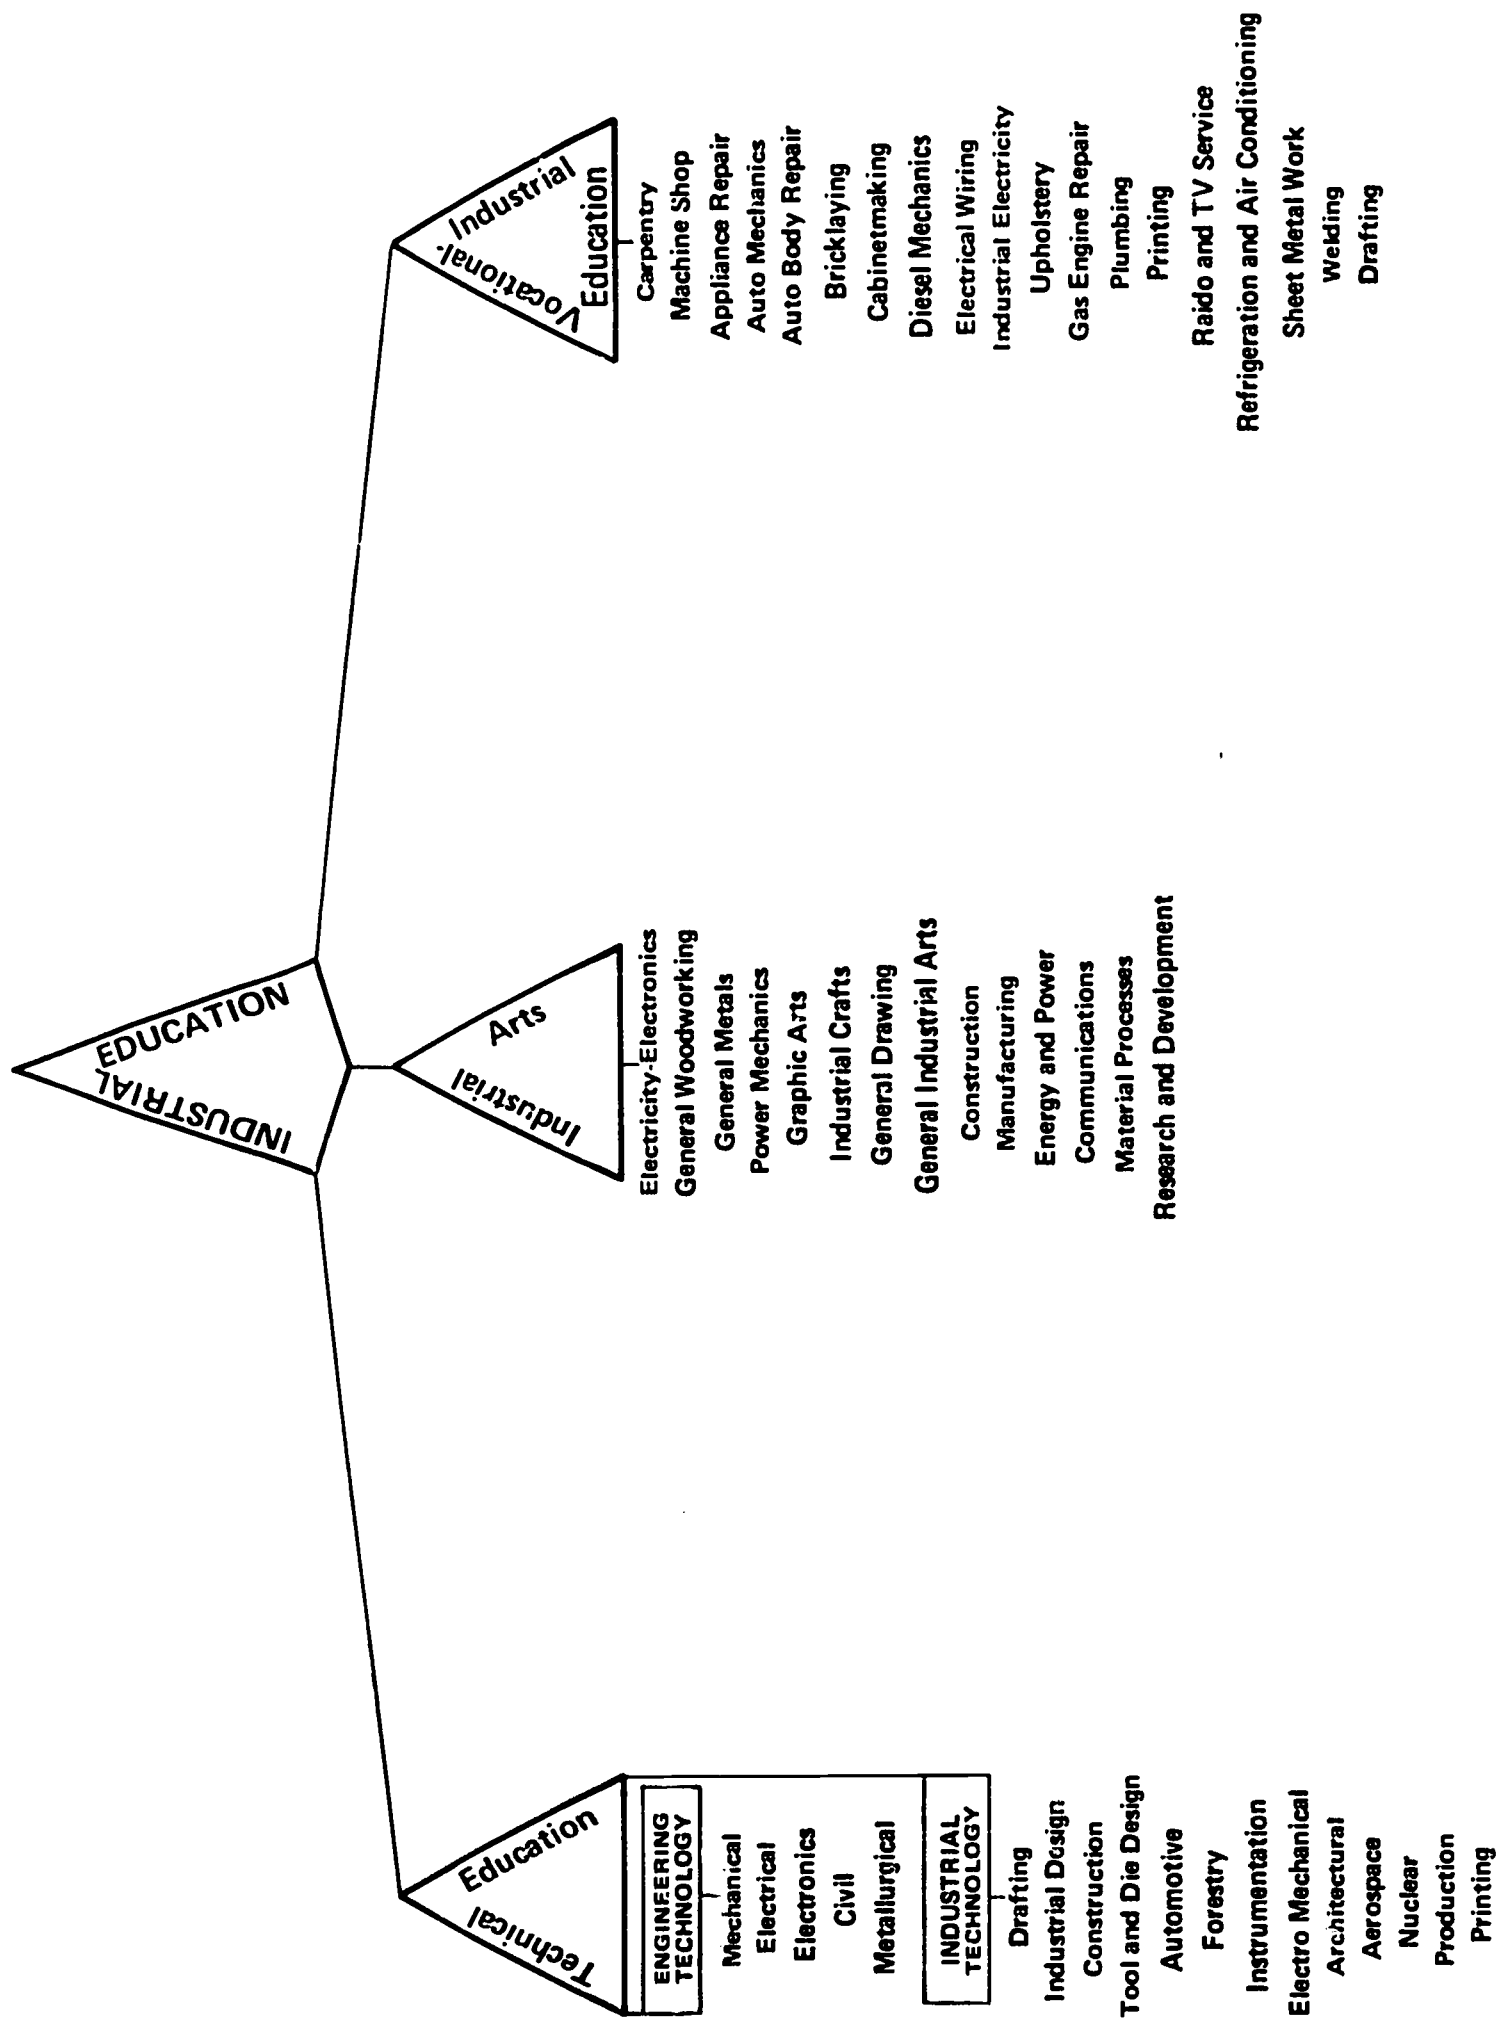 INDUSTRIAL EDUCATION
Technical Education
ENGINEERING
TECHNOLOGY
Mechanical
Electrical
Electronics
Civil
Metallurgical
INDUSTRIAL
TECHNOLOGY
Drafting
Industrial Dosign
Construction
Tool and Die Design
Automotive
Forestry
Instrumentation
Electro Mechanical
Architectural
Aerospace
Nuclear
Production
Printing
Industrial Arts
Electricity-Electronics
General Woodworking
General Metals
Power Mechanics
Graphic Arts
Industrial Crafts
General Drawing
General Industrial Arts
Construction
Manufacturing
Energy and Power
Communications
Material Processes
Research and Development
Vocational- Industrial
Education
Carpentry
Machine Shop
Appliance Repair
Auto Mechanics
Auto Body Repair
Bricklaying
Cabinetmaking
Diesel Mechanics
Electrical Wiring
Industrial Electricity
Upholstery
Gas Engine Repair
Plumbing
Printing
Raido and TV Service
Refrigeration and Air Conditioning
Sheet Metal Work
Welding
Drafting